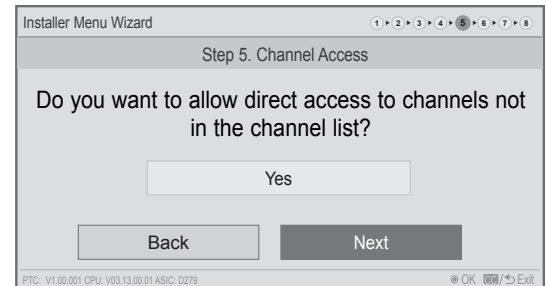 Installer Menu Wizard 1 ▸ 2 ▸ 3 ▸ 4 ▸ 5 ▸ 6 ▸ 7 ▸ 8
Step 5. Channel Access
Do you want to allow direct access to channels not
in the channel list?
Yes
Back Next
PTC: V1.00.001 CPU: V03.13.00.01 ASIC: D279 ◉ OK CC/⮌ Exit